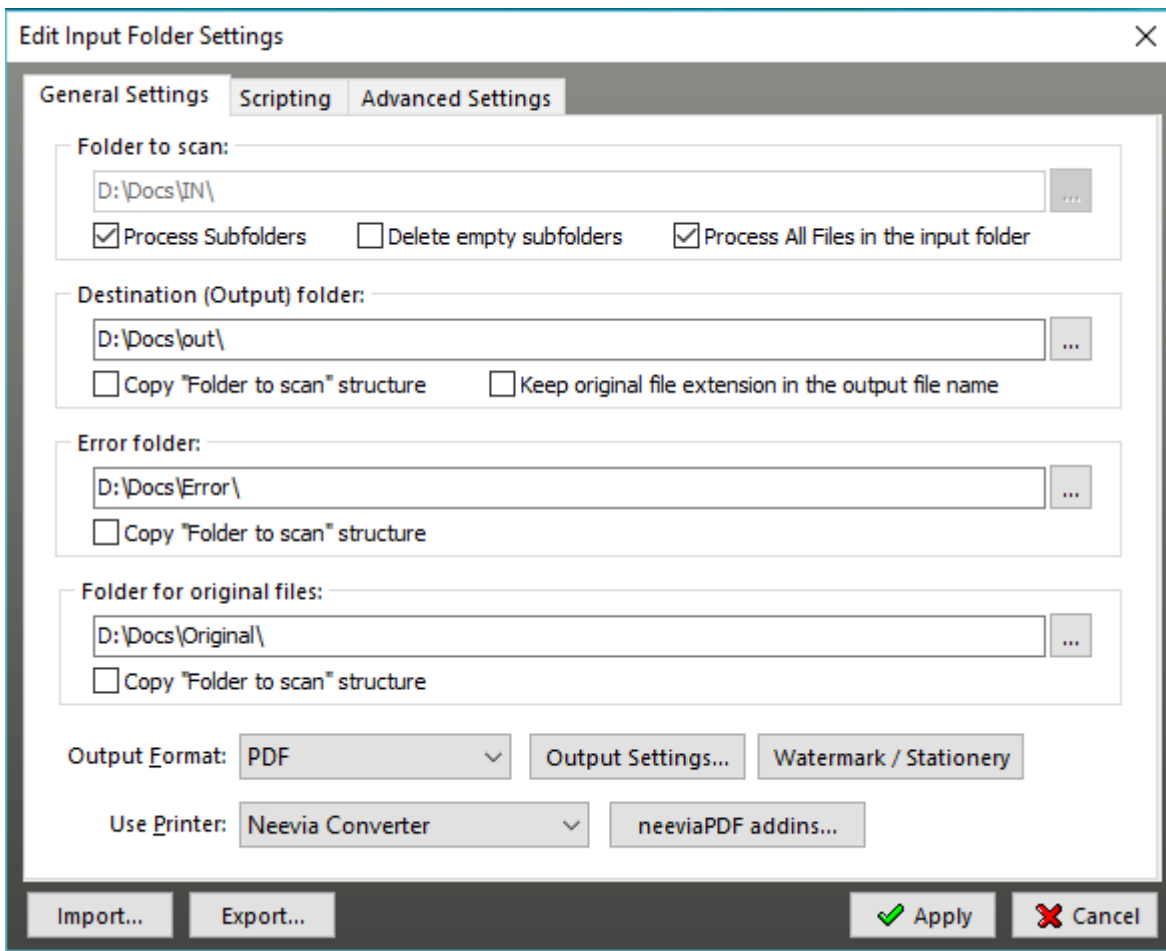 Edit Input Folder Settings
General Settings Scripting Advanced Settings
Folder to scan:
D:\Docs\IN\ ...
Process Subfolders Delete empty subfolders Process All Files in the input folder
Destination (Output) folder:
D:\Docs\out\ ...
Copy "Folder to scan" structure Keep original file extension in the output file name
Error folder:
D:\Docs\Error\ ...
Copy "Folder to scan" structure
Folder for original files:
D:\Docs\Original\ ...
Copy "Folder to scan" structure
Output Format: PDF Output Settings... Watermark / Stationery
Use Printer: Neevia Converter neeviaPDF addins...
Import... Export... Apply Cancel